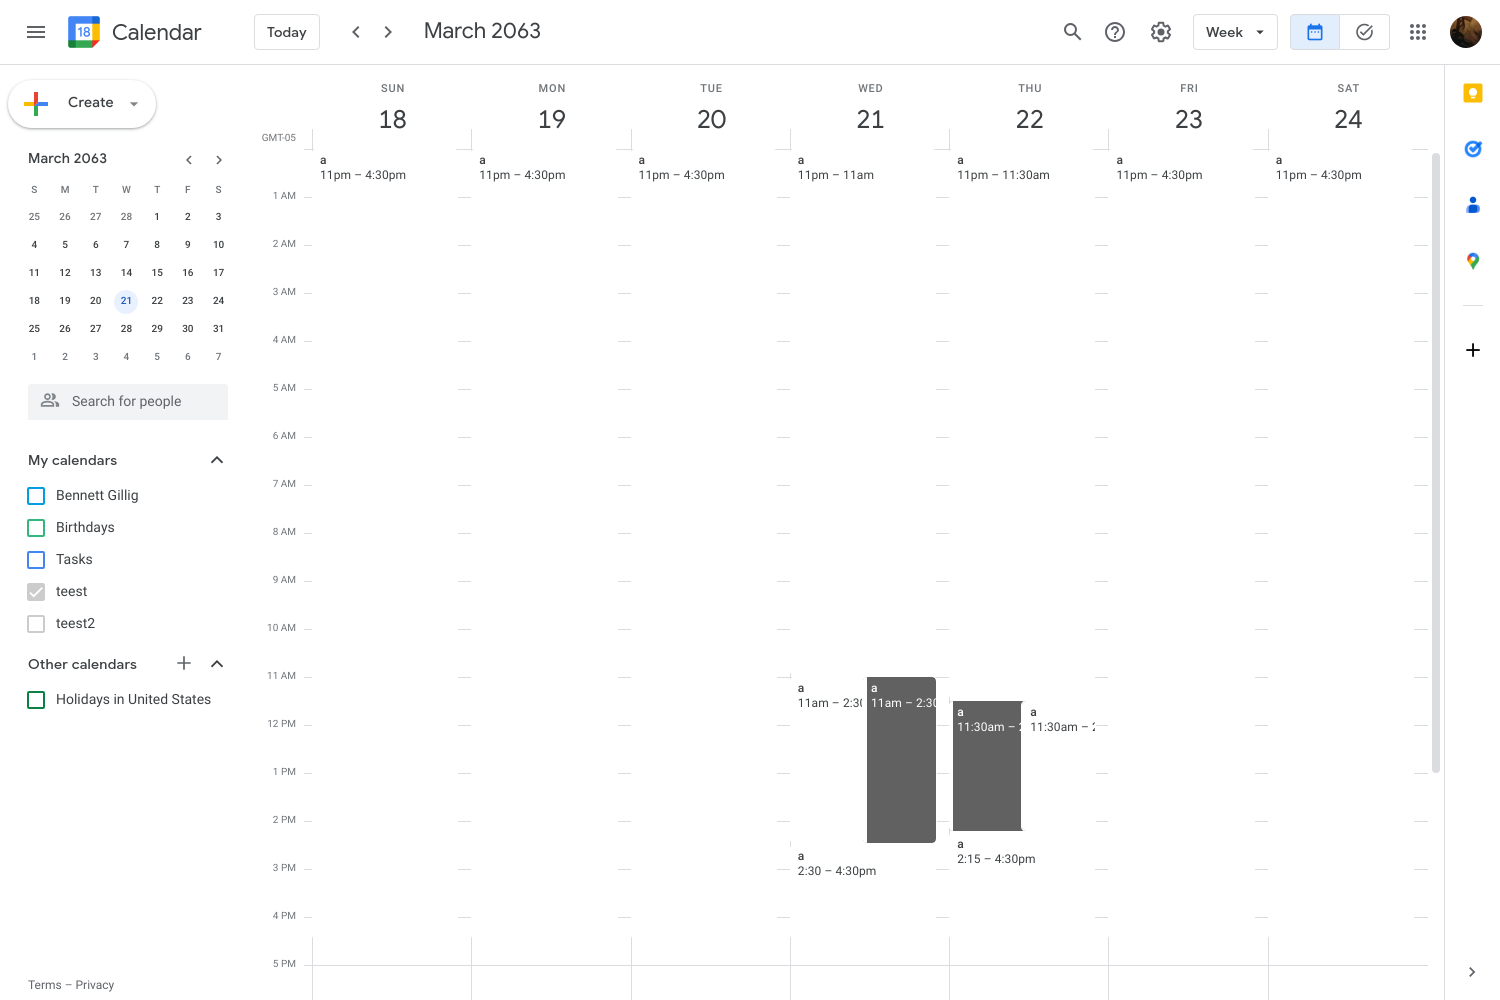 18 Calendar Today March 2063 Week
Create
SUN MON TUE WED THU FRI SAT
18 19 20 21 22 23 24
GMT-05
March 2063
S M T W T F S
25 26 27 28 1 2 3
4 5 6 7 8 9 10
11 12 13 14 15 16 17
18 19 20 21 22 23 24
25 26 27 28 29 30 31
1 2 3 4 5 6 7
Search for people
My calendars
Bennett Gillig
Birthdays
Tasks
teest
teest2
Other calendars
Holidays in United States
Terms – Privacy
a a a a a a a
11pm – 4:30pm 11pm – 4:30pm 11pm – 4:30pm 11pm – 11am 11pm – 11:30am 11pm – 4:30pm 11pm – 4:30pm
1 AM
2 AM
3 AM
4 AM
5 AM
6 AM
7 AM
8 AM
9 AM
10 AM
11 AM
a a
11am – 2:30 11am – 2:30
a a
11:30am – 2 11:30am – 2
12 PM
1 PM
2 PM
a
2:15 – 4:30pm
a
2:30 – 4:30pm
3 PM
4 PM
5 PM